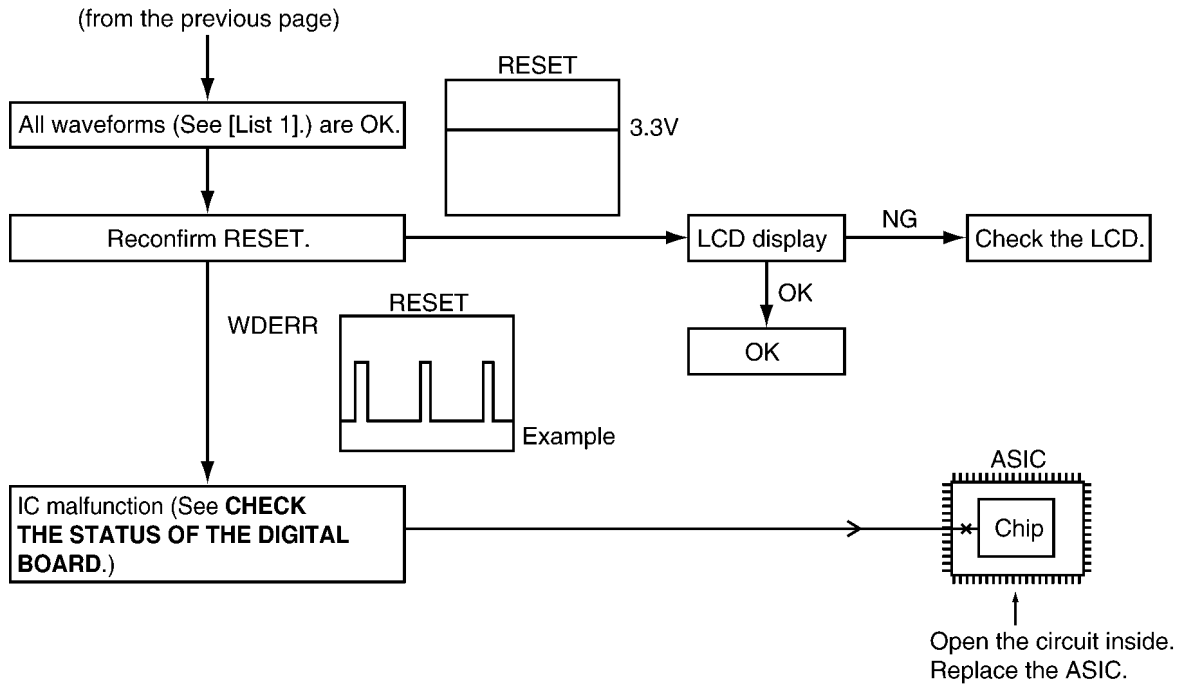 (from the previous page)
RESET
3.3V
All waveforms (See [List 1].) are OK.
Reconfirm RESET.
LCD display
NG
Check the LCD.
OK
OK
WDERR
RESET
Example
IC malfunction (See CHECK
THE STATUS OF THE DIGITAL
BOARD.)
ASIC
Chip
Open the circuit inside.
Replace the ASIC.